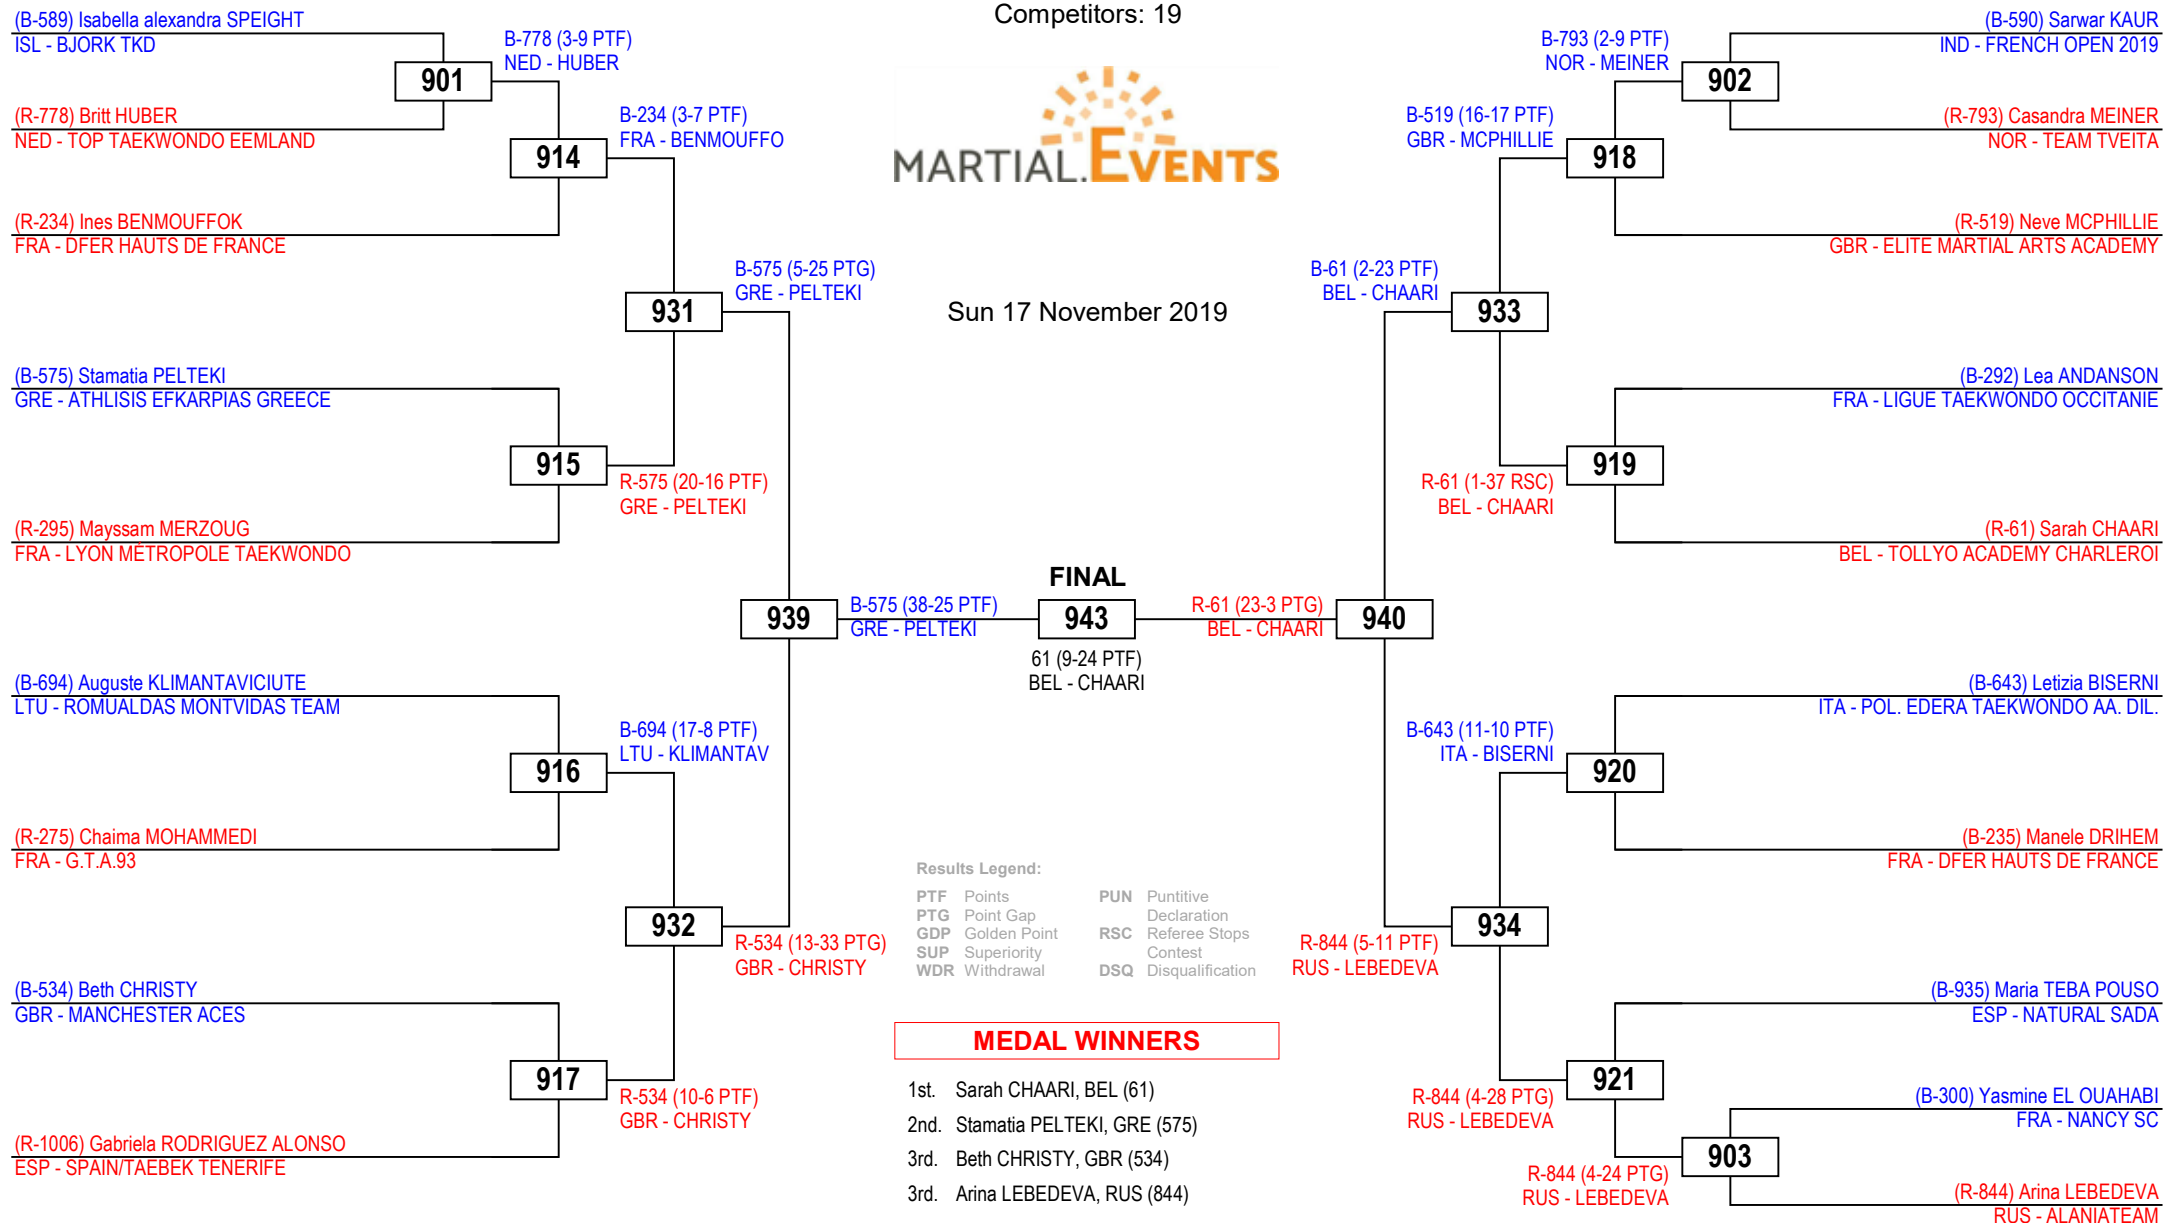 Competitors: 19
MARTIAL.EVENTS
Sun 17 November 2019
(B-589) Isabella alexandra SPEIGHT
ISL - BJORK TKD
901
(R-778) Britt HUBER
NED - TOP TAEKWONDO EEMLAND
B-778 (3-9 PTF)
NED - HUBER
914
(R-234) Ines BENMOUFFOK
FRA - DFER HAUTS DE FRANCE
B-234 (3-7 PTF)
FRA - BENMOUFFO
931
(B-575) Stamatia PELTEKI
GRE - ATHLISIS EFKARPIAS GREECE
915
(R-295) Mayssam MERZOUG
FRA - LYON MÉTROPOLE TAEKWONDO
R-575 (20-16 PTF)
GRE - PELTEKI
B-575 (5-25 PTG)
GRE - PELTEKI
939
(B-694) Auguste KLIMANTAVICIUTE
LTU - ROMUALDAS MONTVIDAS TEAM
916
(R-275) Chaima MOHAMMEDI
FRA - G.T.A.93
B-694 (17-8 PTF)
LTU - KLIMANTAV
932
(B-534) Beth CHRISTY
GBR - MANCHESTER ACES
917
(R-1006) Gabriela RODRIGUEZ ALONSO
ESP - SPAIN/TAEBEK TENERIFE
R-534 (10-6 PTF)
GBR - CHRISTY
R-534 (13-33 PTG)
GBR - CHRISTY
B-575 (38-25 PTF)
GRE - PELTEKI
FINAL
943
61 (9-24 PTF)
BEL - CHAARI
R-61 (23-3 PTG)
BEL - CHAARI
940
(B-590) Sarwar KAUR
IND - FRENCH OPEN 2019
902
(R-793) Casandra MEINER
NOR - TEAM TVEITA
B-793 (2-9 PTF)
NOR - MEINER
918
(R-519) Neve MCPHILLIE
GBR - ELITE MARTIAL ARTS ACADEMY
B-519 (16-17 PTF)
GBR - MCPHILLIE
933
B-61 (2-23 PTF)
BEL - CHAARI
(B-292) Lea ANDANSON
FRA - LIGUE TAEKWONDO OCCITANIE
919
(R-61) Sarah CHAARI
BEL - TOLLYO ACADEMY CHARLEROI
R-61 (1-37 RSC)
BEL - CHAARI
(B-643) Letizia BISERNI
ITA - POL. EDERA TAEKWONDO AA. DIL.
920
(B-235) Manele DRIHEM
FRA - DFER HAUTS DE FRANCE
B-643 (11-10 PTF)
ITA - BISERNI
934
R-844 (5-11 PTF)
RUS - LEBEDEVA
(B-935) Maria TEBA POUSO
ESP - NATURAL SADA
921
R-844 (4-28 PTG)
RUS - LEBEDEVA
(B-300) Yasmine EL OUAHABI
FRA - NANCY SC
903
(R-844) Arina LEBEDEVA
RUS - ALANIATEAM
R-844 (4-24 PTG)
RUS - LEBEDEVA
Results Legend:
PTF Points
PTG Point Gap
GDP Golden Point
SUP Superiority
WDR Withdrawal
PUN Puntitive
Declaration
RSC Referee Stops
Contest
DSQ Disqualification
MEDAL WINNERS
1st. Sarah CHAARI, BEL (61)
2nd. Stamatia PELTEKI, GRE (575)
3rd. Beth CHRISTY, GBR (534)
3rd. Arina LEBEDEVA, RUS (844)